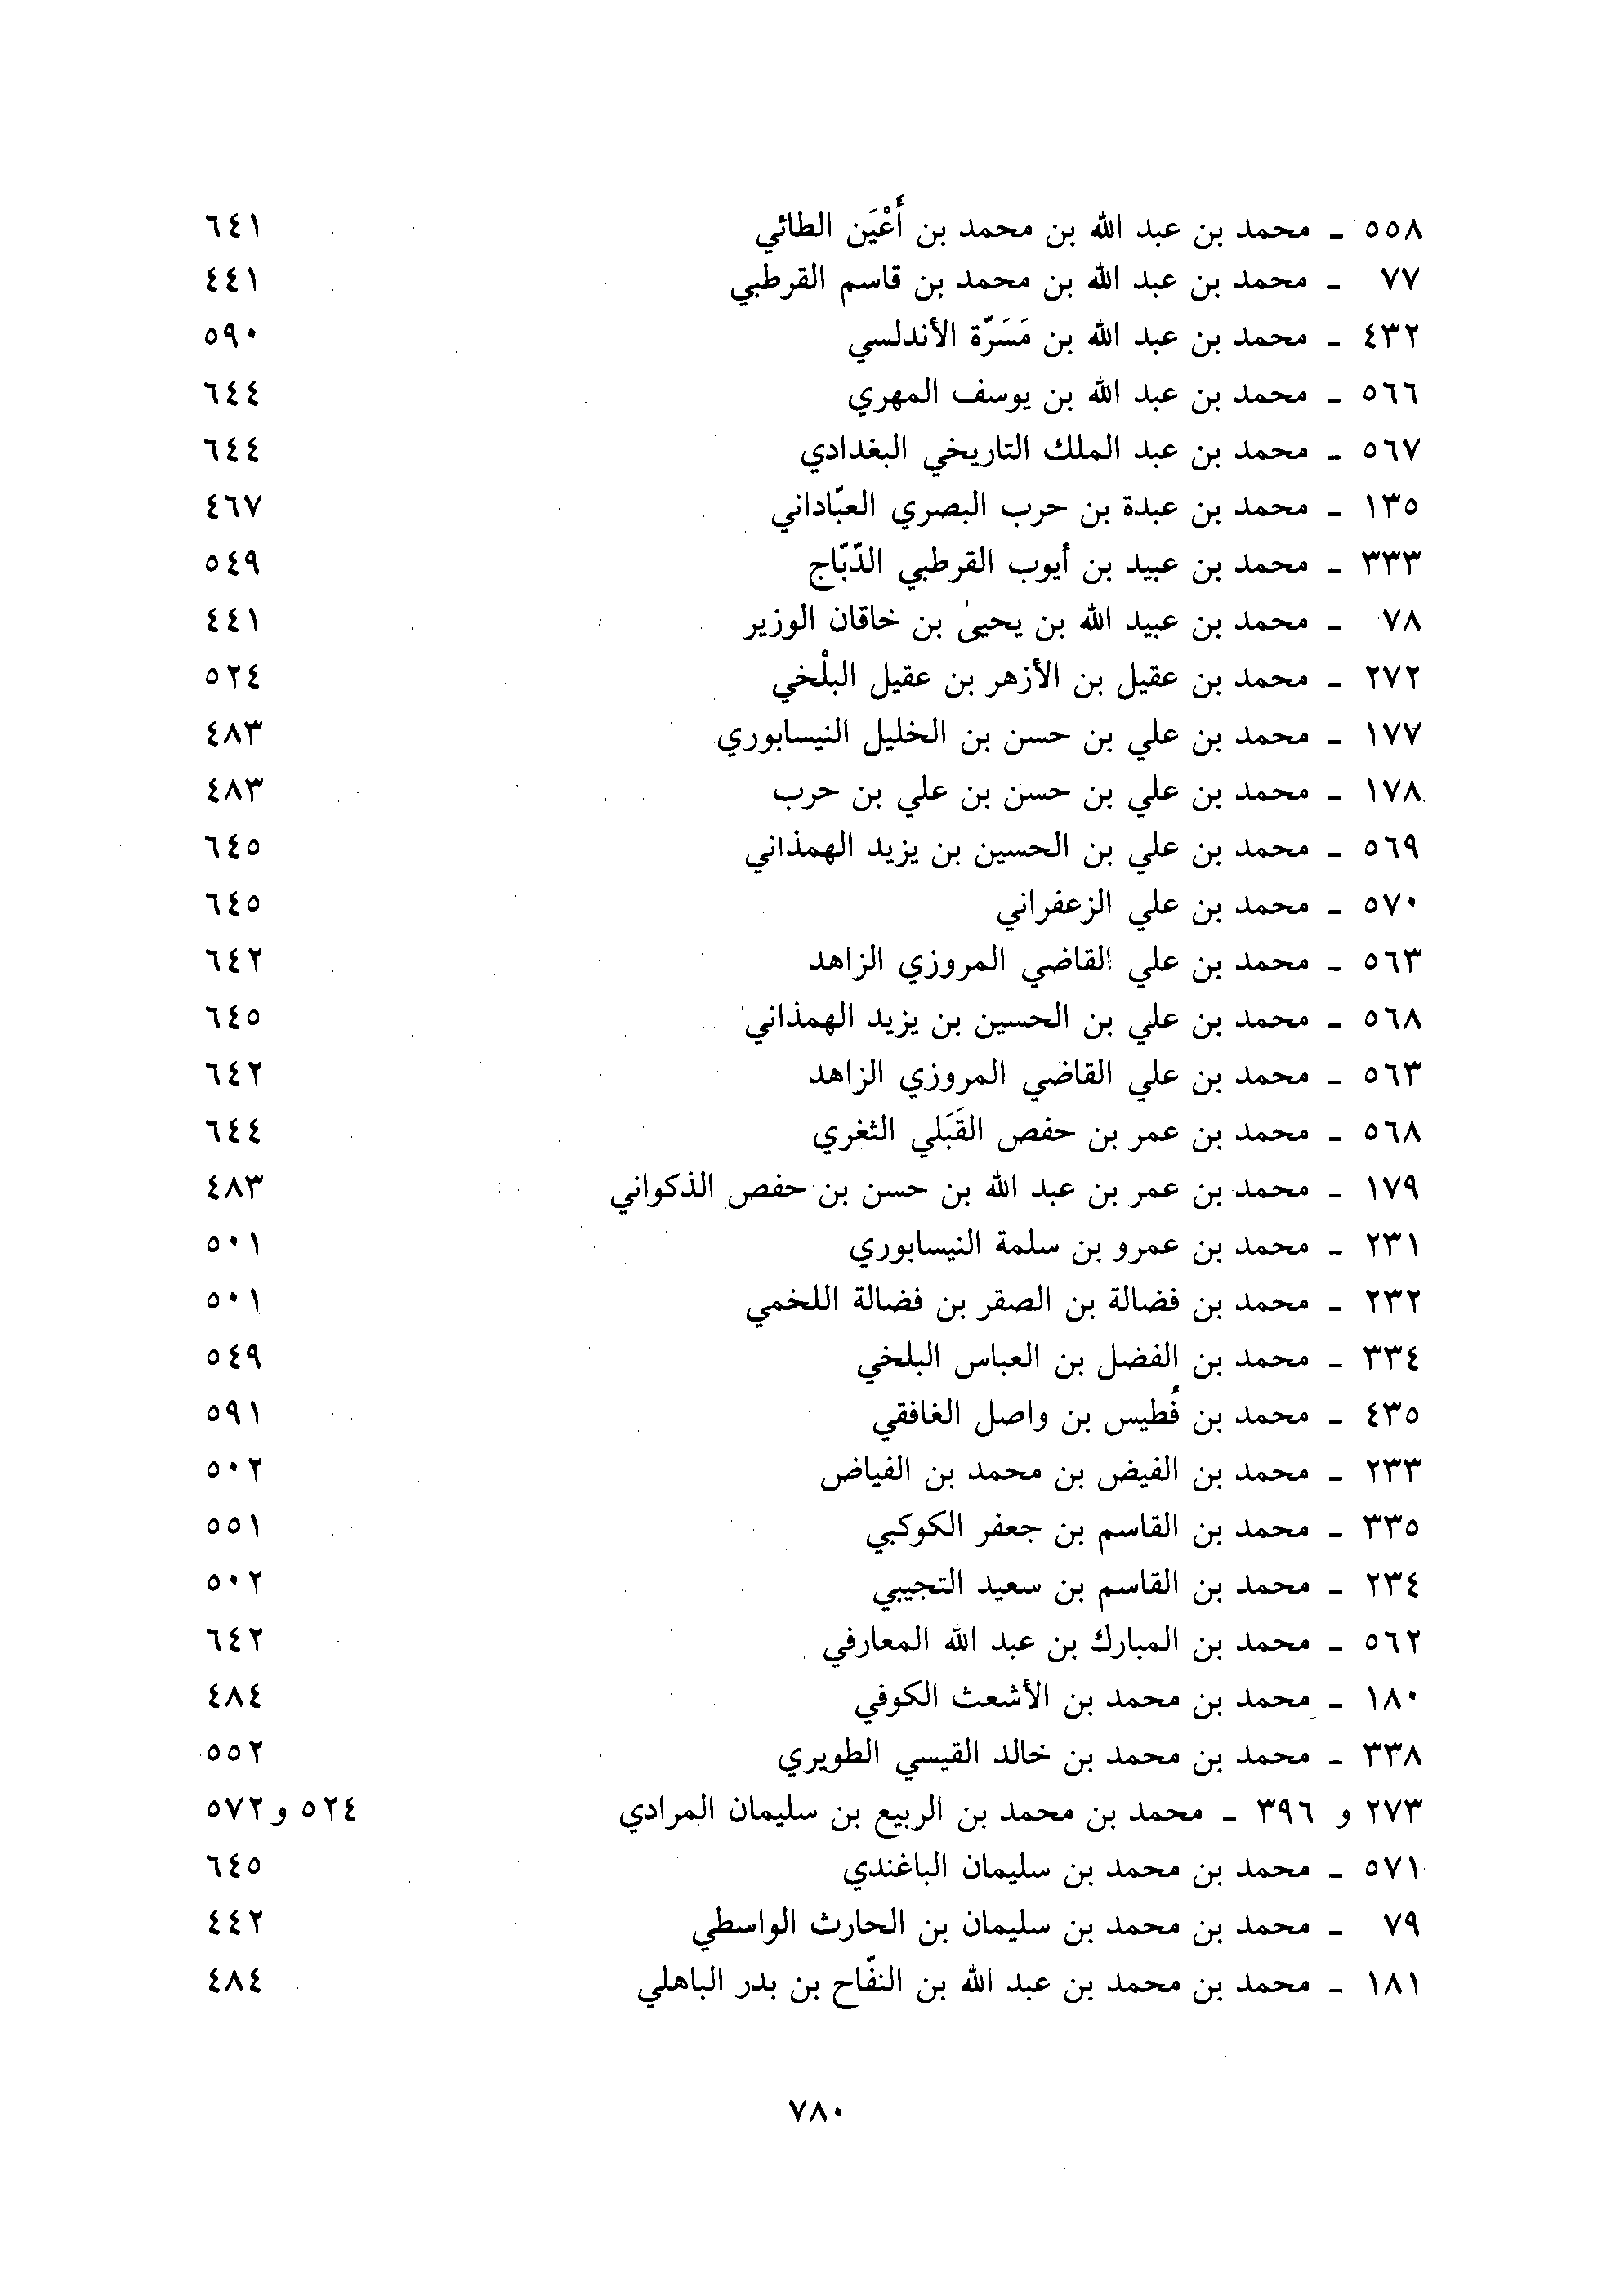 ٥٥٨ ـ محمد بن عبد الله بن محمد بن أَعْيَن الطائي ٦٤١
٧٧ ـ محمد بن عبد الله بن محمد بن قاسم القرطبي ٤٤١
٤٣٢ ـ محمد بن عبد الله بن مَسَرّة الأندلسي ٥٩٠
٥٦٦ ـ محمد بن عبد الله بن يوسف المهري ٦٤٤
٥٦٧ ـ محمد بن عبد الملك التاريخي البغدادي ٦٤٤
١٣٥ ـ محمد بن عبدة بن حرب البصري العبّاداني ٤٦٧
٣٣٣ ـ محمد بن عبيد بن أيوب القرطبي الدّبّاج ٥٤٩
٧٨ ـ محمد بن عبيد الله بن يحيىٰ بن خاقان الوزير ٤٤١
٢٧٢ ـ محمد بن عقيل بن الأزهر بن عقيل البلْخي ٥٢٤
١٧٧ ـ محمد بن علي بن حسن بن الخليل النيسابوري ٤٨٣
١٧٨ ـ محمد بن علي بن حسن بن علي بن حرب ٤٨٣
٥٦٩ ـ محمد بن علي بن الحسين بن يزيد الهمذاني ٦٤٥
٥٧٠ ـ محمد بن علي الزعفراني ٦٤٥
٥٦٣ ـ محمد بن علي القاضي المروزي الزاهد ٦٤٢
٥٦٨ ـ محمد بن علي بن الحسين بن يزيد الهمذاني ٦٤٥
٥٦٣ ـ محمد بن علي القاضي المروزي الزاهد ٦٤٢
٥٦٨ ـ محمد بن عمر بن حفص القَبَلي الثغري ٦٤٤
١٧٩ ـ محمد بن عمر بن عبد الله بن حسن بن حفص الذكواني ٤٨٣
٢٣١ ـ محمد بن عمرو بن سلمة النيسابوري ٥٠١
٢٣٢ ـ محمد بن فضالة بن الصقر بن فضالة اللخمي ٥٠١
٣٣٤ ـ محمد بن الفضل بن العباس البلخي ٥٤٩
٤٣٥ ـ محمد بن فُطيس بن واصل الغافقي ٥٩١
٢٣٣ ـ محمد بن الفيض بن محمد بن الفياض ٥٠٢
٣٣٥ ـ محمد بن القاسم بن جعفر الكوكبي ٥٥١
٢٣٤ ـ محمد بن القاسم بن سعيد التجيبي ٥٠٢
٥٦٢ ـ محمد بن المبارك بن عبد الله المعارفي ٦٤٢
١٨٠ ـ محمد بن محمد بن الأشعث الكوفي ٤٨٤
٣٣٨ ـ محمد بن محمد بن خالد القيسي الطويري ٥٥٢
٢٧٣ و ٣٩٦ ـ محمد بن محمد بن الربيع بن سليمان المرادي ٥٢٤ و ٥٧٢
٥٧١ ـ محمد بن محمد بن سليمان الباغندي ٦٤٥
٧٩ ـ محمد بن محمد بن سليمان بن الحارث الواسطي ٤٤٢
١٨١ ـ محمد بن محمد بن عبد الله بن النفّاح بن بدر الباهلي ٤٨٤
٧٨٠